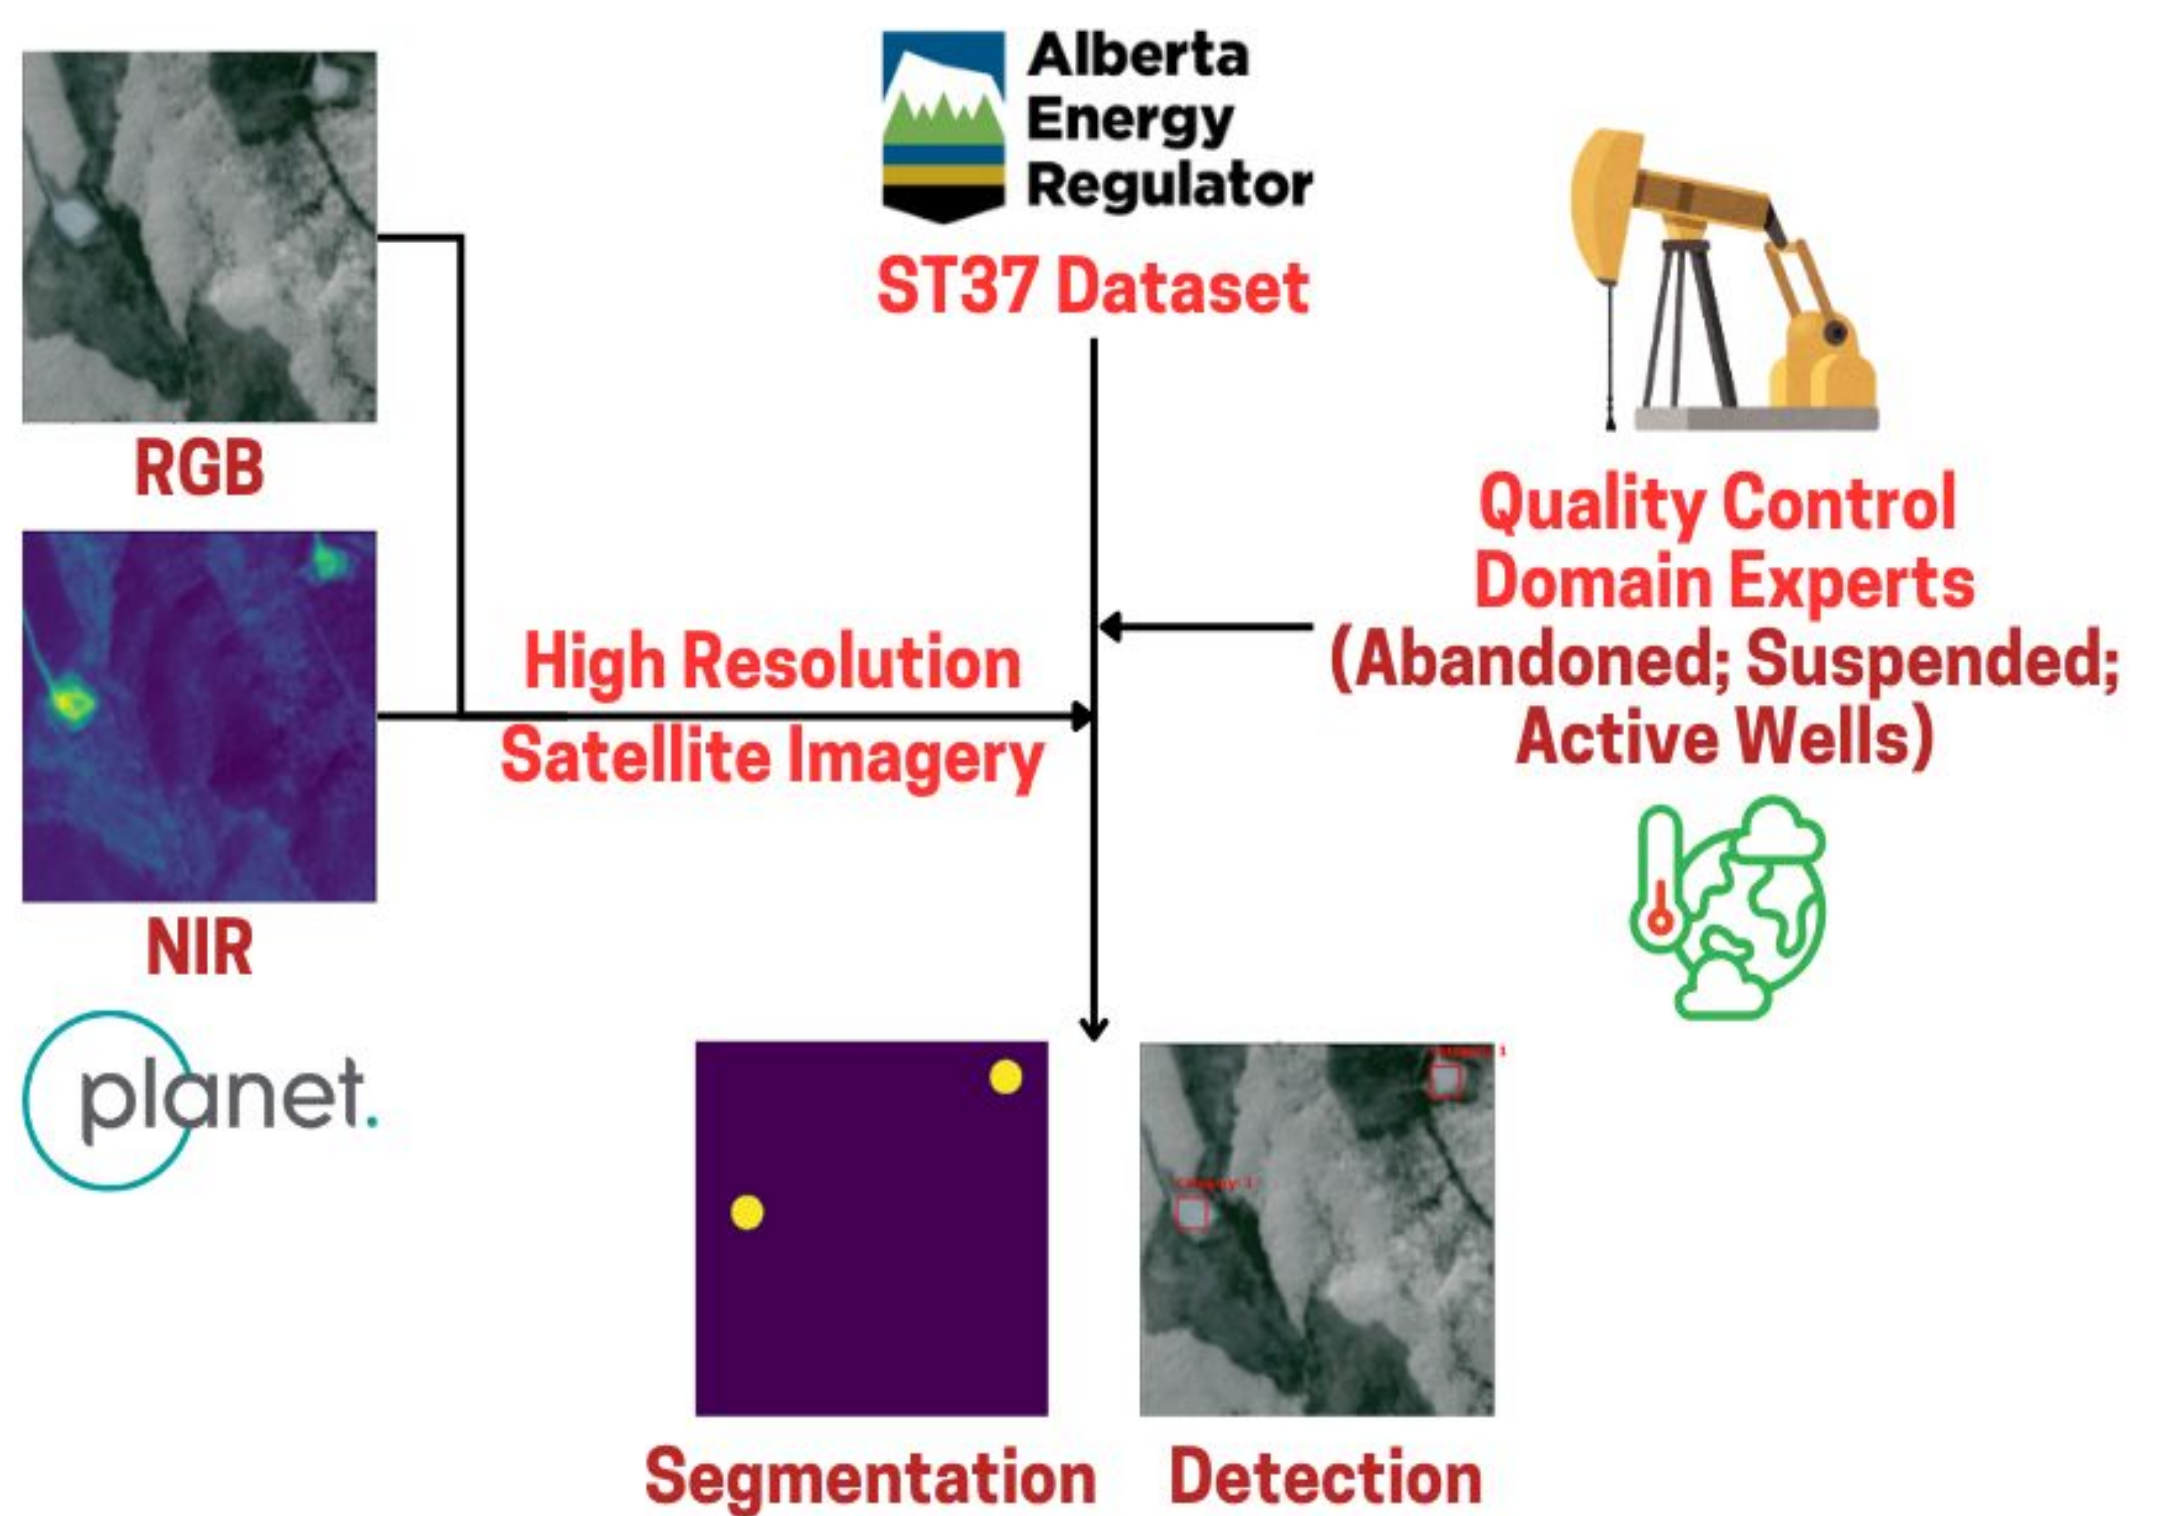 Alberta
Energy
Regulator
ST37 Dataset
RGB
NIR
planet.
High Resolution
Satellite Imagery
Quality Control
Domain Experts
(Abandoned; Suspended;
Active Wells)
Segmentation
Detection